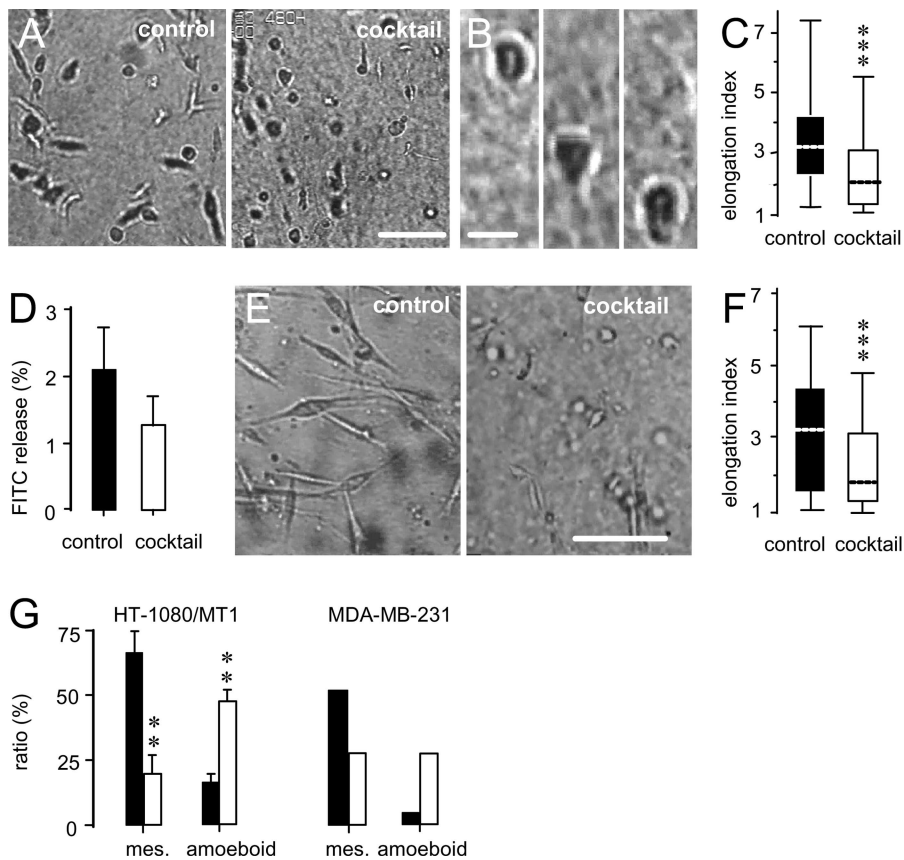 A
control
480H
00
cocktail
B
C
elongation index
7
5
3
1
***
control
cocktail
D
FITC release (%)
3
2
1
0
control
cocktail
E
control
cocktail
F
elongation index
7
5
3
1
***
control
cocktail
G
HT-1080/MT1
MDA-MB-231
ratio (%)
75
50
25
0
**
**
mes.
amoeboid
mes.
amoeboid